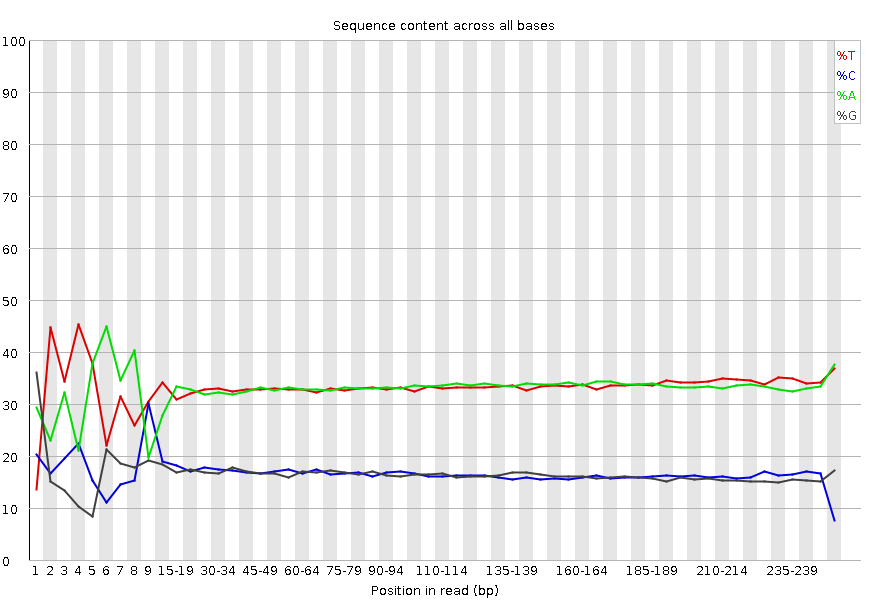 Sequence content across all bases
%T
%C
%A
%G
100
90
80
70
60
50
40
30
20
10
0
1 2 3 4 5 6 7 8 9 15-19 30-34 45-49 60-64 75-79 90-94 110-114 135-139 160-164 185-189 210-214 235-239
Position in read (bp)